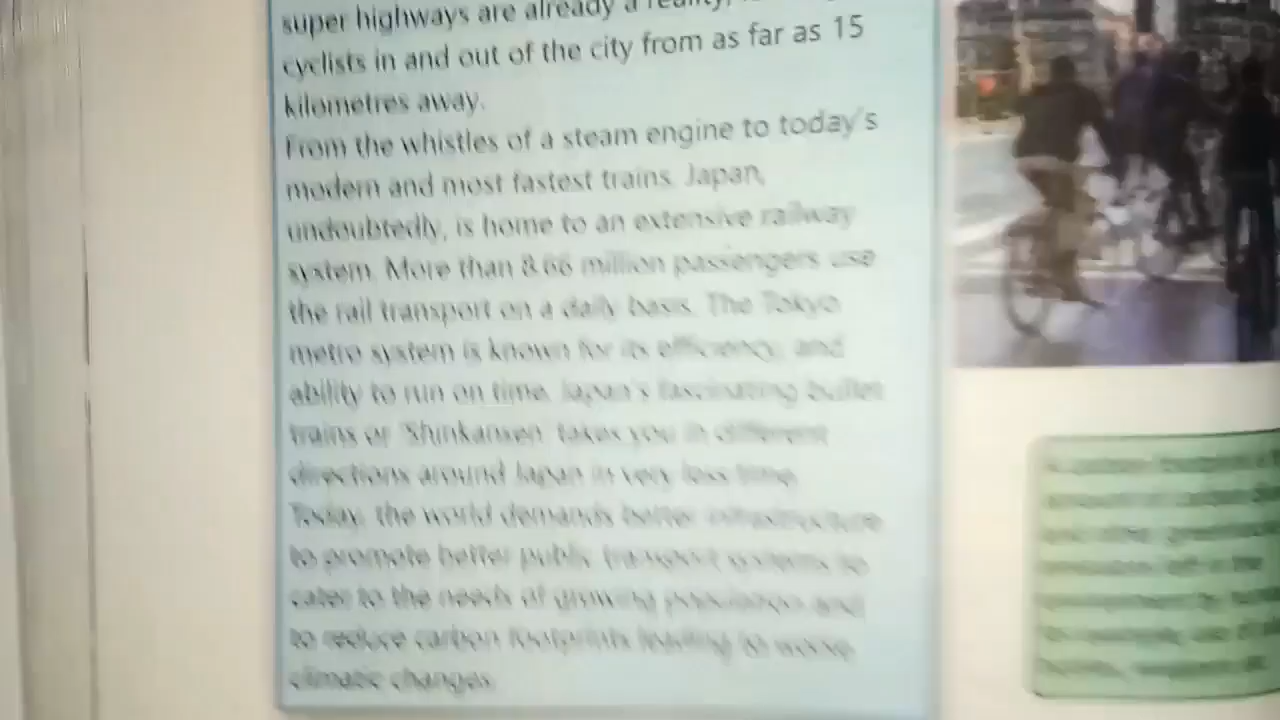 super highways are already a reality,
cyclists in and out of the city from as far as 15
kilometres away.
From the whistles of a steam engine to today's
modern and most fastest trains. Japan,
undoubtedly, is home to an extensive railway
system. More than 8.66 million passengers use
the rail transport on a daily basis. The Tokyo
metro system is known for its efficiency, and
ability to run on time. Japan's fascinating bullet
trains or 'Shinkansen' takes you in different
directions around Japan in very less time.
Today, the world demands better infrastructure
to promote better public transport systems to
cater to the needs of growing population and
to reduce carbon footprints leading to worse
climatic changes.